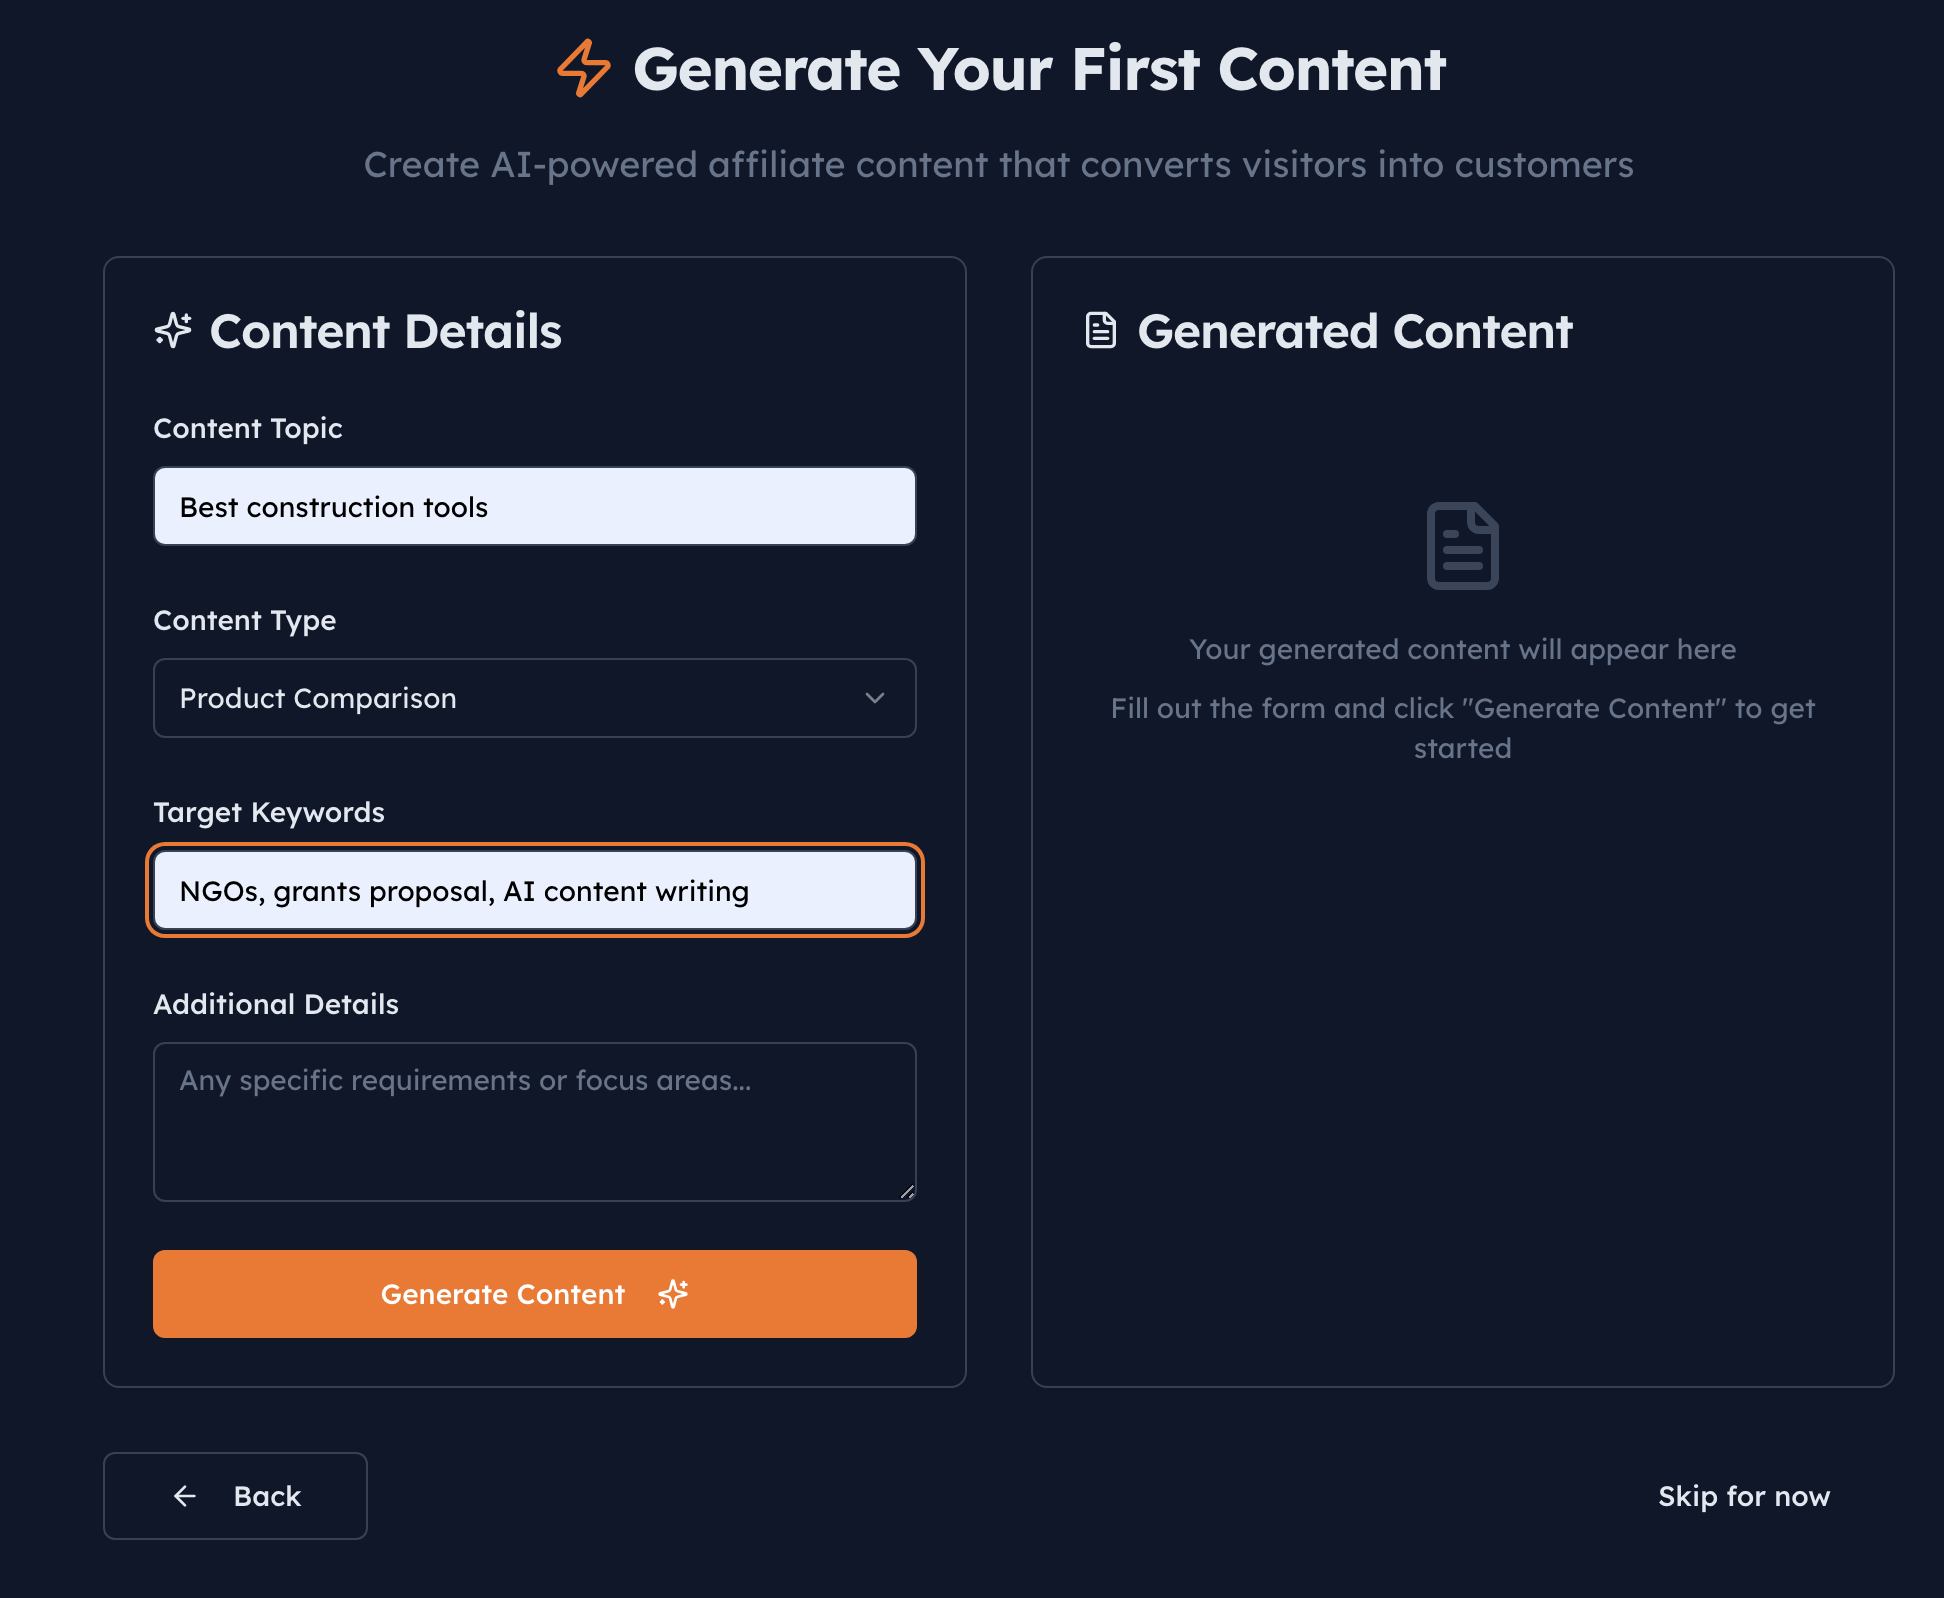 Generate Your First Content
Create AI-powered affiliate content that converts visitors into customers
Content Details
Content Topic
Best construction tools
Content Type
Product Comparison
Target Keywords
NGOs, grants proposal, AI content writing
Additional Details
Any specific requirements or focus areas...
Generate Content
Generated Content
Your generated content will appear here
Fill out the form and click "Generate Content" to get
started
Back
Skip for now